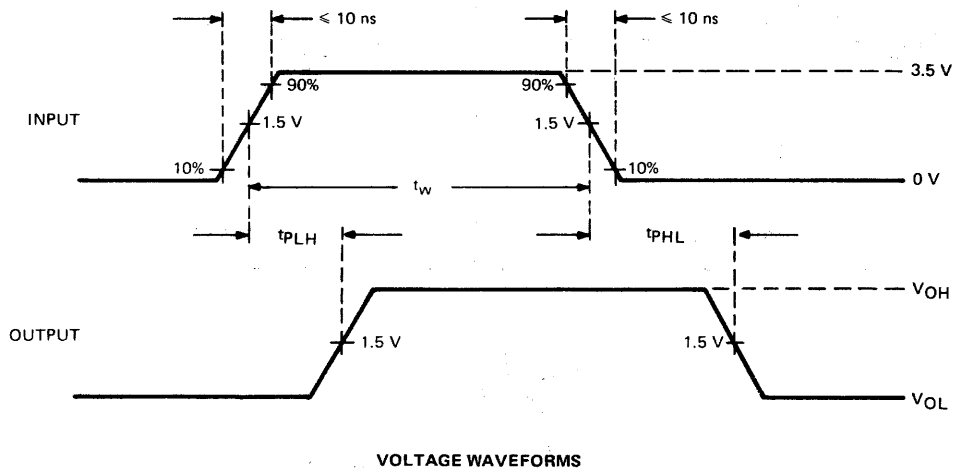 ≤ 10 ns ≤ 10 ns
3.5 V
90% 90%
INPUT 1.5 V 1.5 V
10% 10%
0 V
tw
tPLH tPHL
VOH
OUTPUT 1.5 V 1.5 V
VOL
VOLTAGE WAVEFORMS